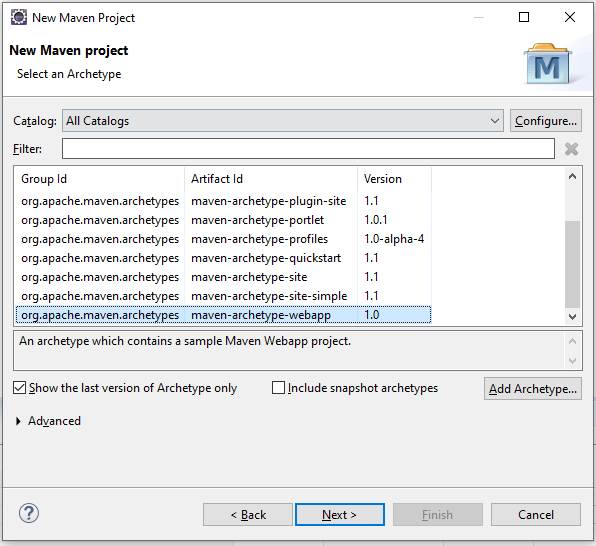 New Maven Project
New Maven project
Select an Archetype
M
Catalog: All Catalogs Configure...
Filter:
Group Id Artifact Id Version
org.apache.maven.archetypes maven-archetype-plugin-site 1.1
org.apache.maven.archetypes maven-archetype-portlet 1.0.1
org.apache.maven.archetypes maven-archetype-profiles 1.0-alpha-4
org.apache.maven.archetypes maven-archetype-quickstart 1.1
org.apache.maven.archetypes maven-archetype-site 1.1
org.apache.maven.archetypes maven-archetype-site-simple 1.1
org.apache.maven.archetypes maven-archetype-webapp 1.0
An archetype which contains a sample Maven Webapp project.
Show the last version of Archetype only Include snapshot archetypes Add Archetype...
Advanced
? < Back Next > Finish Cancel